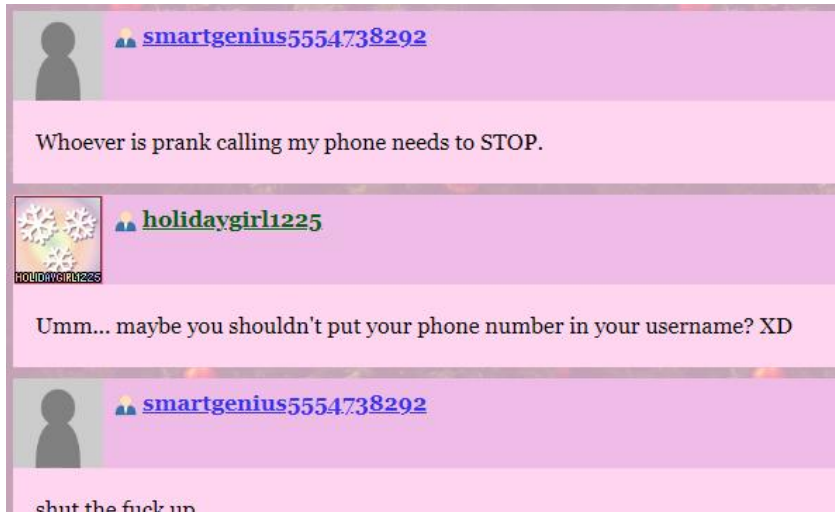 smartgenius5554738292
Whoever is prank calling my phone needs to STOP.
holidaygirl1225
HOLIDAYGIRL1225
Umm... maybe you shouldn't put your phone number in your username? XD
smartgenius5554738292
shut the fuck up